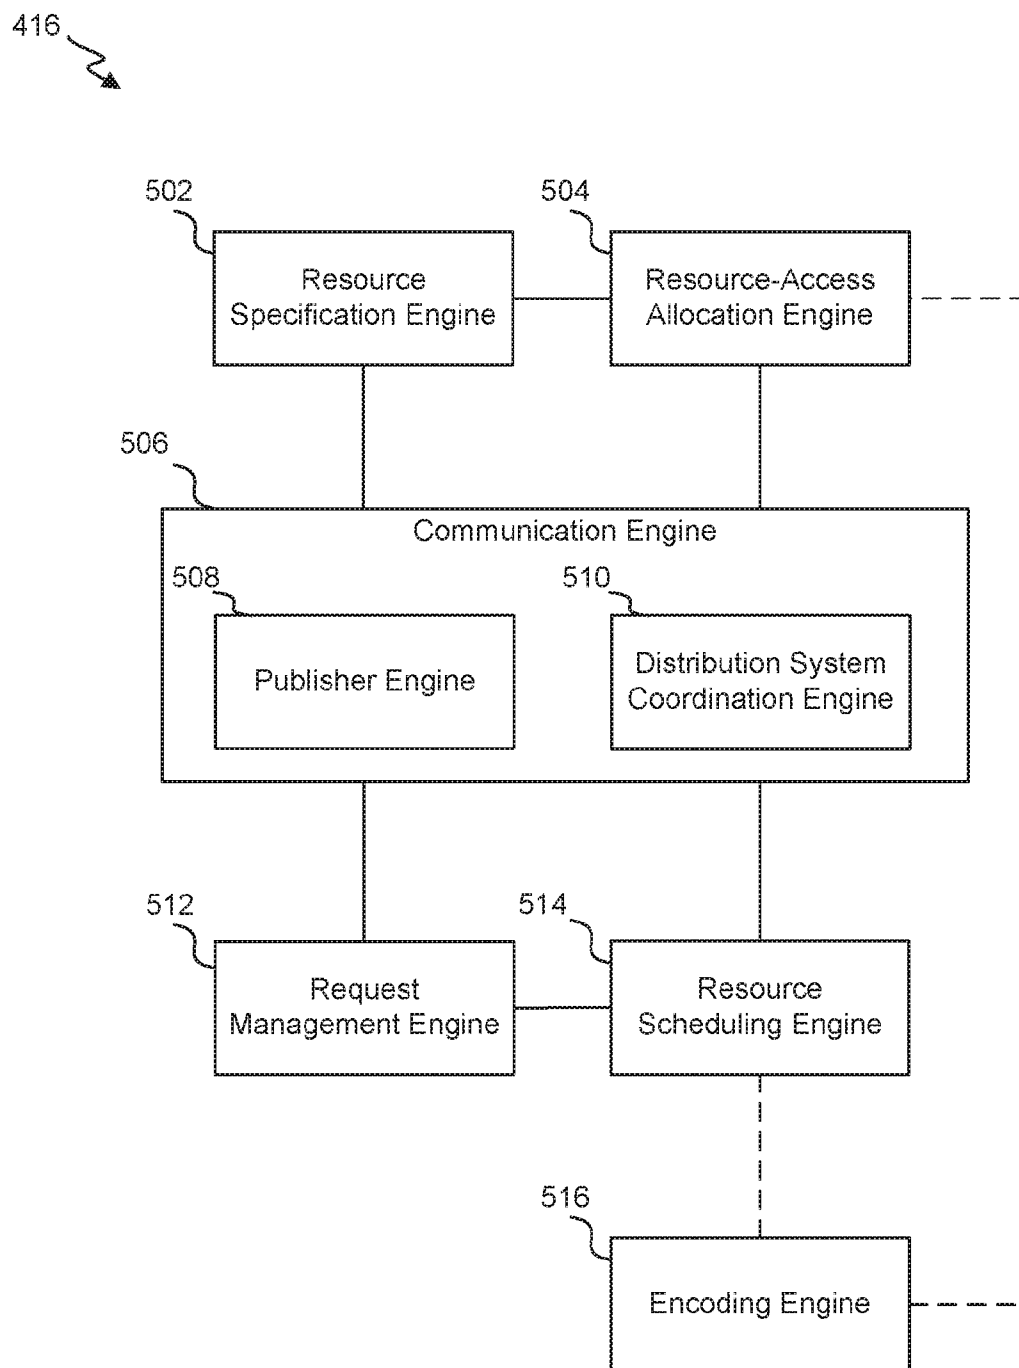 416
502
504
Resource
Specification Engine
Resource-Access
Allocation Engine
506
Communication Engine
508
510
Publisher Engine
Distribution System
Coordination Engine
512
514
Request
Management Engine
Resource
Scheduling Engine
516
Encoding Engine